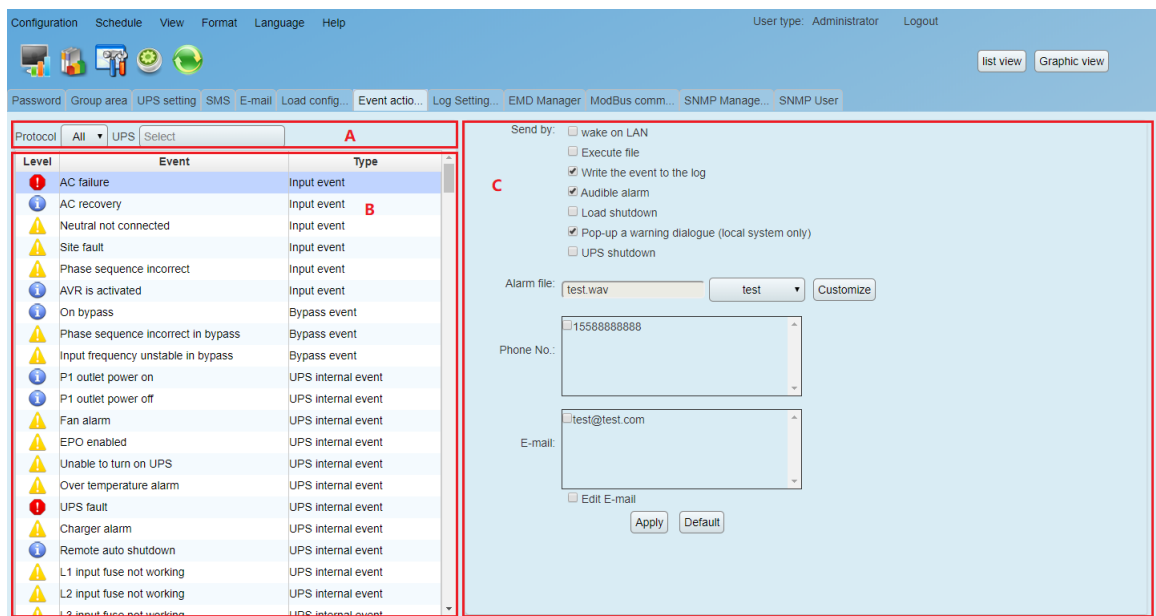 Configuration Schedule View Format Language Help User type: Administrator Logout
list view Graphic view
Password Group area UPS setting SMS E-mail Load config... Event actio... Log Setting... EMD Manager ModBus comm... SNMP Manage... SNMP User
Protocol All UPS Select A
Level Event Type
AC failure Input event
AC recovery Input event
B
Neutral not connected Input event
Site fault Input event
Phase sequence incorrect Input event
AVR is activated Input event
On bypass Bypass event
Phase sequence incorrect in bypass Bypass event
Input frequency unstable in bypass Bypass event
P1 outlet power on UPS internal event
P1 outlet power off UPS internal event
Fan alarm UPS internal event
EPO enabled UPS internal event
Unable to turn on UPS UPS internal event
Over temperature alarm UPS internal event
UPS fault UPS internal event
Charger alarm UPS internal event
Remote auto shutdown UPS internal event
L1 input fuse not working UPS internal event
L2 input fuse not working UPS internal event
L3 input fuse not working UPS internal event
C
Send by: wake on LAN
Execute file
Write the event to the log
Audible alarm
Load shutdown
Pop-up a warning dialogue (local system only)
UPS shutdown
Alarm file: test.wav test Customize
Phone No.: 15588888888
E-mail: test@test.com
Edit E-mail
Apply Default